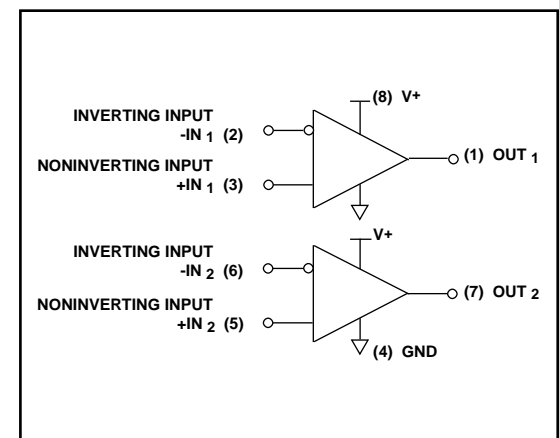 (8) V+
INVERTING INPUT
-IN 1 (2)
NONINVERTING INPUT
+IN 1 (3)
(1) OUT 1
V+
INVERTING INPUT
-IN 2 (6)
NONINVERTING INPUT
+IN 2 (5)
(7) OUT 2
(4) GND